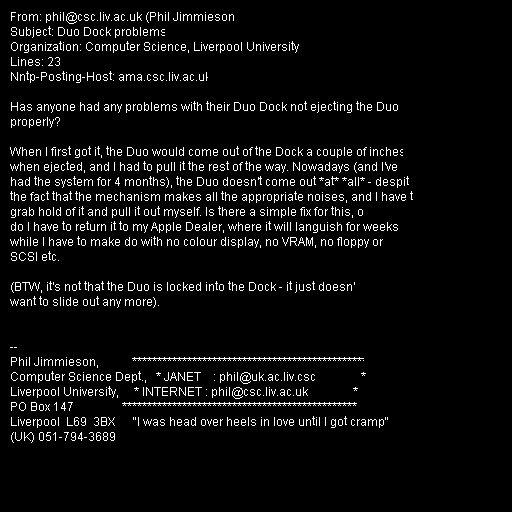 From: phil@csc.liv.ac.uk (Phil Jimmieson
Subject: Duo Dock problems
Organization: Computer Science, Liverpool University
Lines: 23
Nntp-Posting-Host: ama.csc.liv.ac.uk

Has anyone had any problems with their Duo Dock not ejecting the Duo
properly?

When I first got it, the Duo would come out of the Dock a couple of inches
when ejected, and I had to pull it the rest of the way. Nowadays (and I've
had the system for 4 months), the Duo doesn't come out *at* *all* - despit
the fact that the mechanism makes all the appropriate noises, and I have t
grab hold of it and pull it out myself. Is there a simple fix for this, o
do I have to return it to my Apple Dealer, where it will languish for weeks
while I have to make do with no colour display, no VRAM, no floppy or
SCSI etc.

(BTW, it's not that the Duo is locked into the Dock - it just doesn'
want to slide out any more).

--
Phil Jimmieson, **********************************************
Computer Science Dept., * JANET : phil@uk.ac.liv.csc *
Liverpool University, * INTERNET : phil@csc.liv.ac.uk *
PO Box 147 **********************************************
Liverpool L69 3BX "I was head over heels in love until I got cramp"
(UK) 051-794-3689